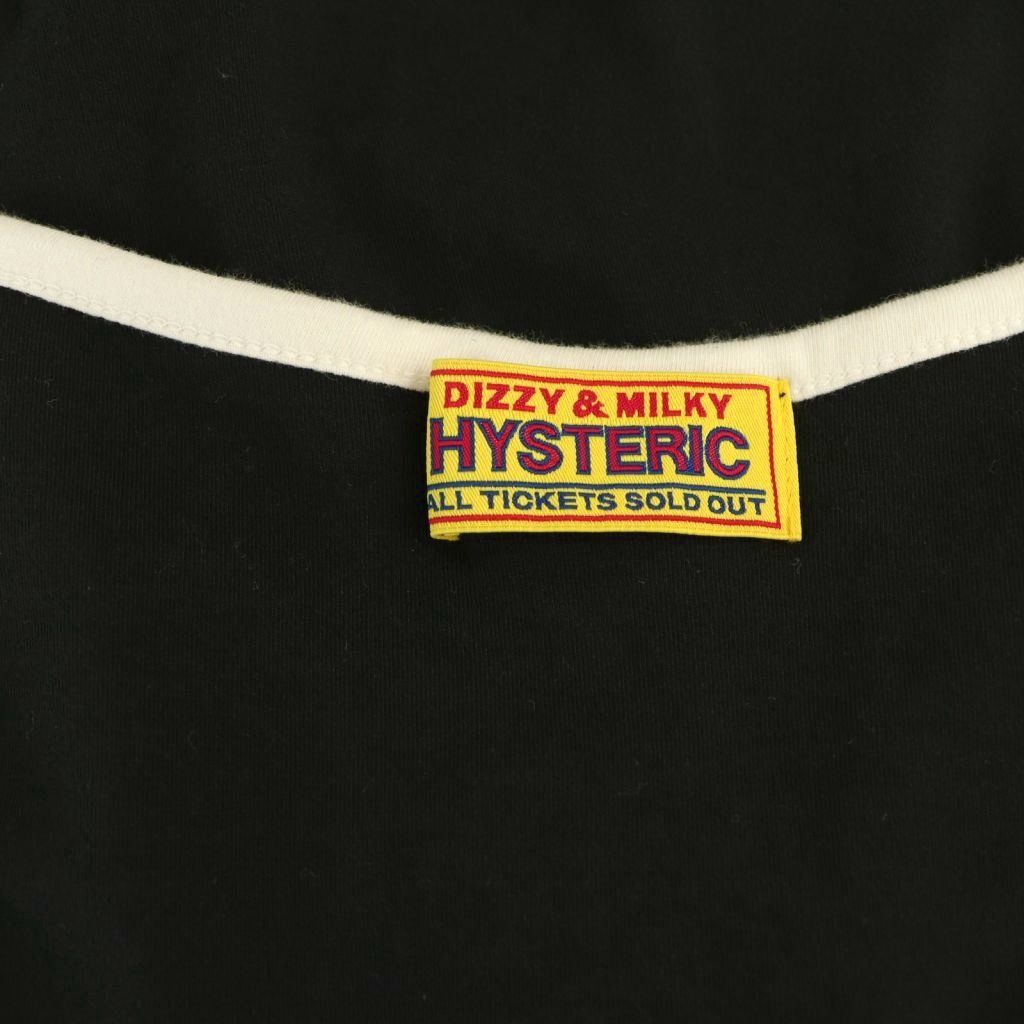 DIZZY & MILKY
HYSTERIC
ALL TICKETS SOLD OUT